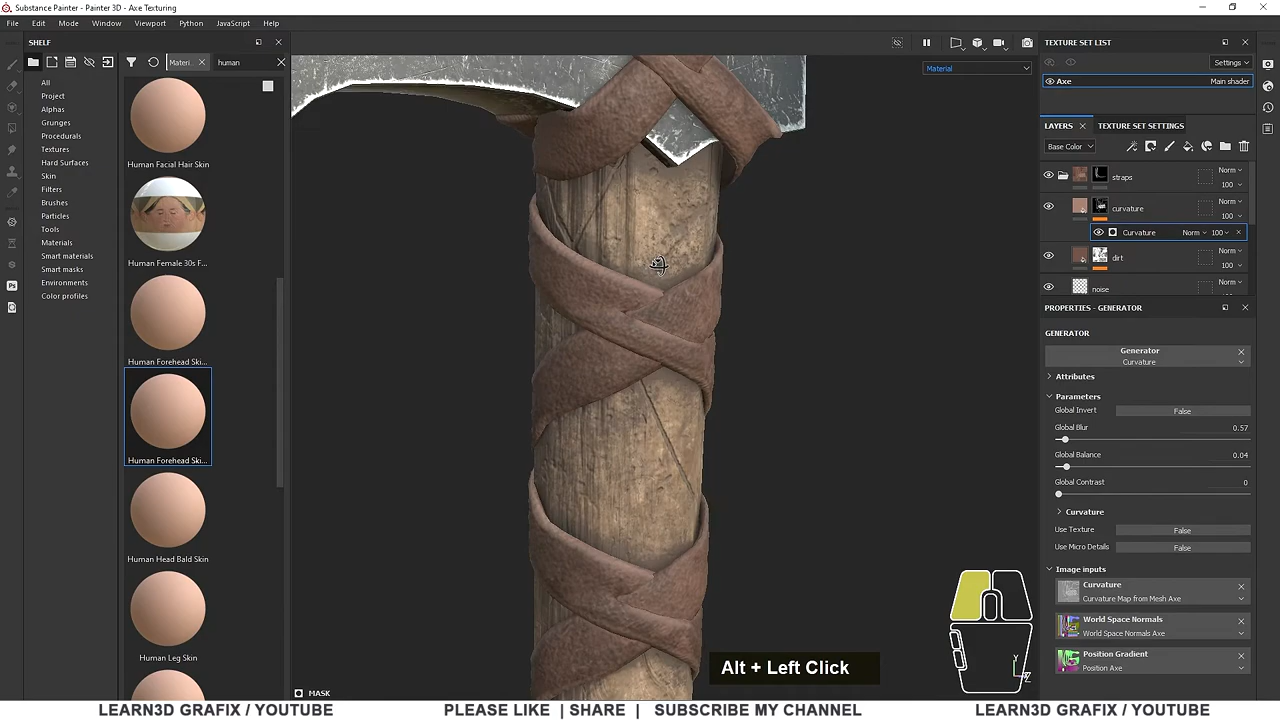 Substance Painter - Painter 3D - Axe Texturing
File Edit Mode Window Viewport Python JavaScript Help
SHELF
Materi... human
All
Project
Alphas
Grunges
Procedurals
Textures
Hard Surfaces
Skin
Filters
Brushes
Particles
Tools
Materials
Smart materials
Smart masks
Environments
Color profiles
Human Facial Hair Skin
Human Female 30s F...
Human Forehead Ski...
Human Forehead Ski...
Human Head Bald Skin
Human Leg Skin
Ps
Material
MASK
Alt + Left Click
Y
Z
TEXTURE SET LIST
Settings
Axe Main shader
LAYERS TEXTURE SET SETTINGS
Base Color
straps Norm
100
curvature Norm
100
Curvature Norm 100
dirt Norm
100
noise Norm
PROPERTIES - GENERATOR
GENERATOR
Generator
Curvature
Attributes
Parameters
Global Invert False
Global Blur 0.57
Global Balance 0.04
Global Contrast 0
Curvature
Use Texture False
Use Micro Details False
Image inputs
Curvature
Curvature Map from Mesh Axe
World Space Normals
World Space Normals Axe
Position Gradient
Position Axe
LEARN3D GRAFIX / YOUTUBE PLEASE LIKE | SHARE | SUBSCRIBE MY CHANNEL LEARN3D GRAFIX / YOUTUBE